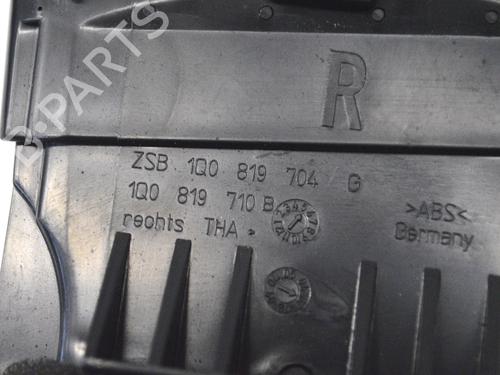 R
ZSB 1Q0 819 704 G
1Q0 819 710 B
rechts THA
>ABS<
Germany
B-PARTS